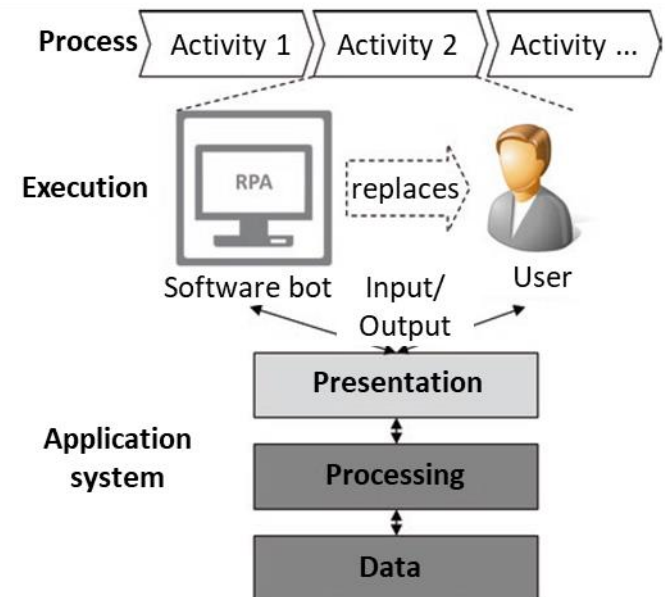 Process
Activity 1
Activity 2
Activity ...
Execution
RPA
replaces
Software bot
Input/
Output
User
Application
system
Presentation
Processing
Data